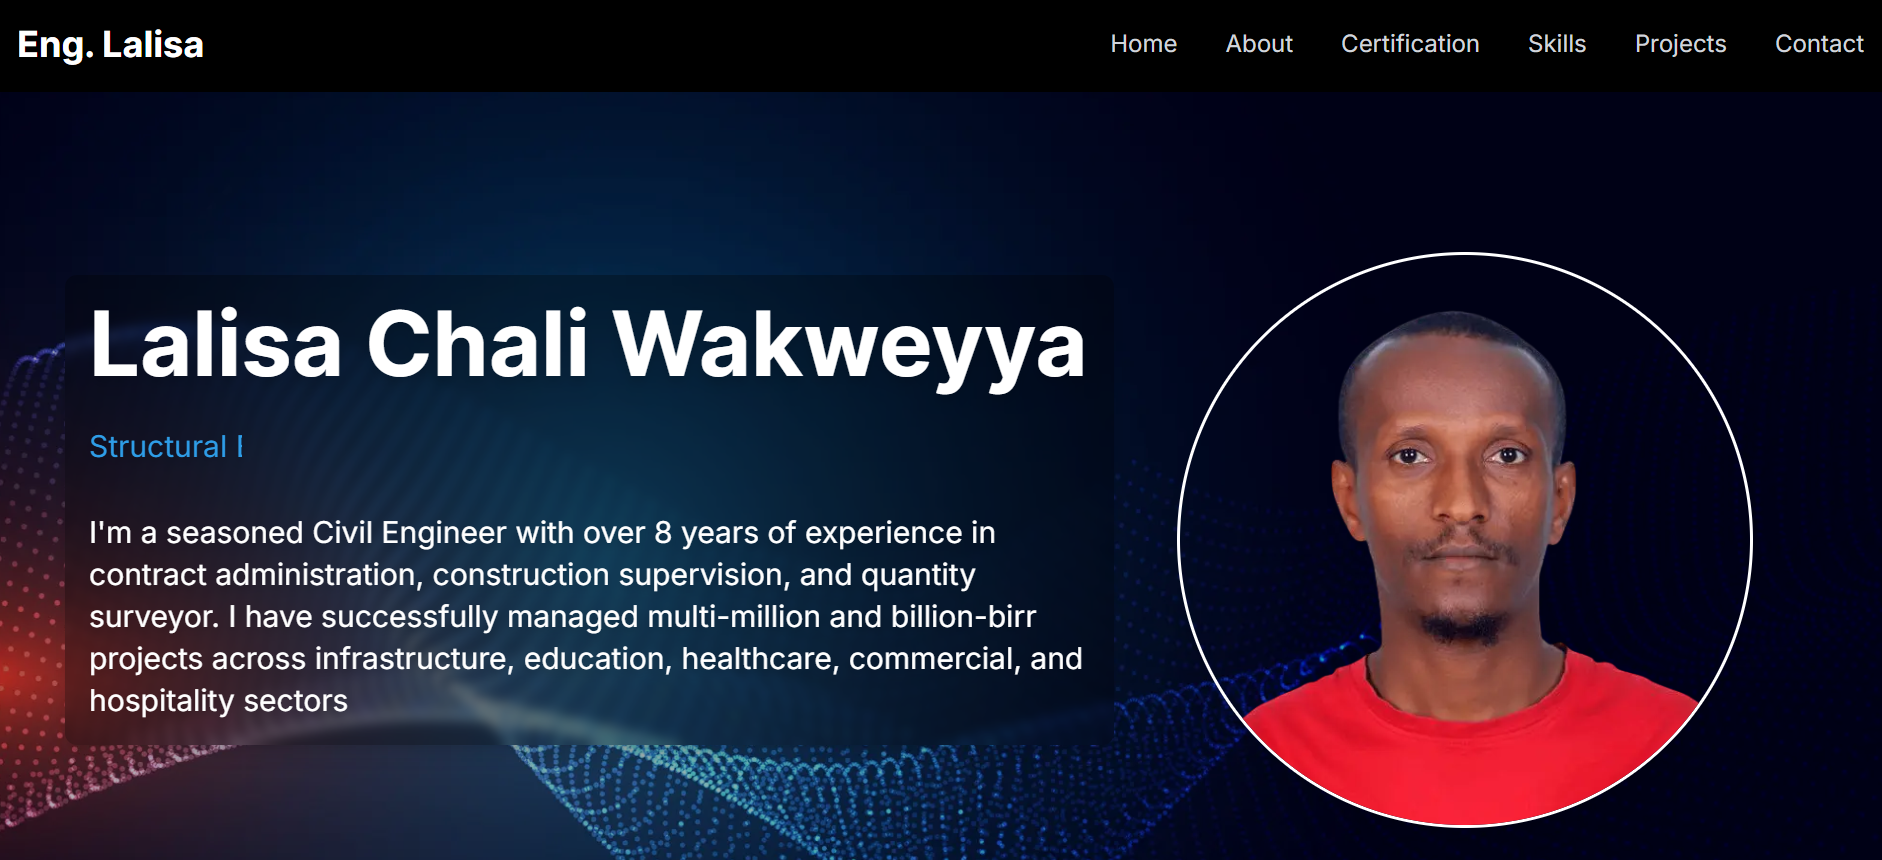 Eng. Lalisa
Home About Certification Skills Projects Contact
Lalisa Chali Wakweyya
Structural
I'm a seasoned Civil Engineer with over 8 years of experience in
contract administration, construction supervision, and quantity
surveyor. I have successfully managed multi-million and billion-birr
projects across infrastructure, education, healthcare, commercial, and
hospitality sectors